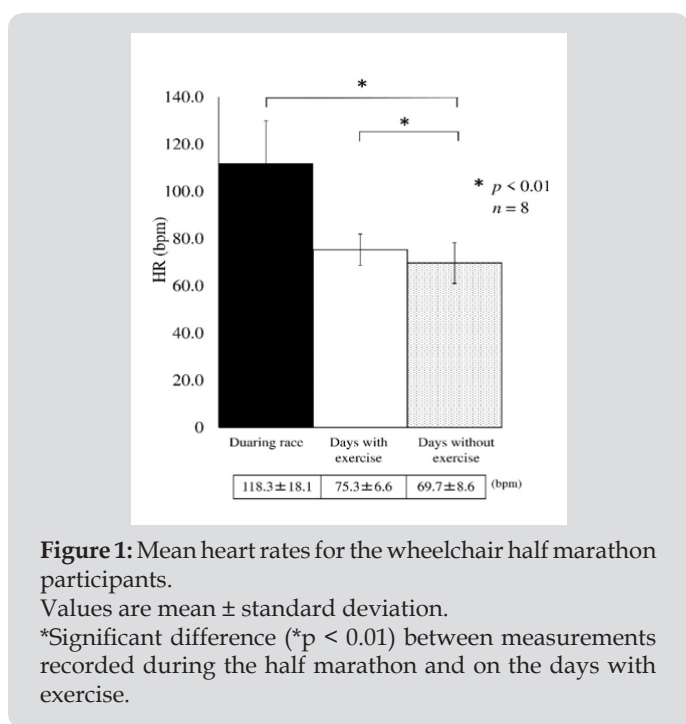 *
140.0
*
120.0
* p < 0.01
n = 8
100.0
80.0
HR (bpm)
60.0
40.0
20.0
0
Duaring race
Days with exercise
Days without exercise
118.3±18.1 75.3±6.6 69.7±8.6 (bpm)
Figure 1: Mean heart rates for the wheelchair half marathon
participants.
Values are mean ± standard deviation.
*Significant difference (*p < 0.01) between measurements
recorded during the half marathon and on the days with
exercise.